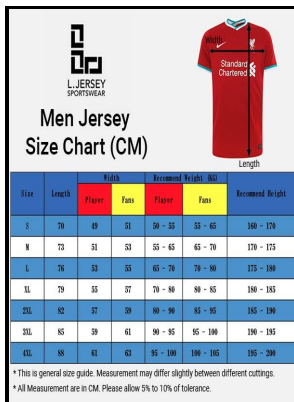 L.JERSEY
SPORTSWEAR
Men Jersey
Size Chart (CM)
Width
Standard
Chartered
Length
Size Length Width Recommend Weight (KG) Recommend Height
Player Fans Player Fans
S 70 49 51 50 - 55 55 - 65 160 - 170
M 73 51 53 55 - 65 65 - 70 170 - 175
L 76 53 55 65 - 70 70 - 80 175 - 180
XL 79 55 57 70 - 80 80 - 85 180 - 185
2XL 82 57 59 80 - 90 85 - 95 185 - 190
3XL 85 59 61 90 - 95 95 - 100 190 - 195
4XL 88 61 63 95 - 100 100 - 105 195 - 200
* This is general size guide. Measurement may differ slightly between different cuttings.
* All Measurement are in CM. Please allow 5% to 10% of tolerance.